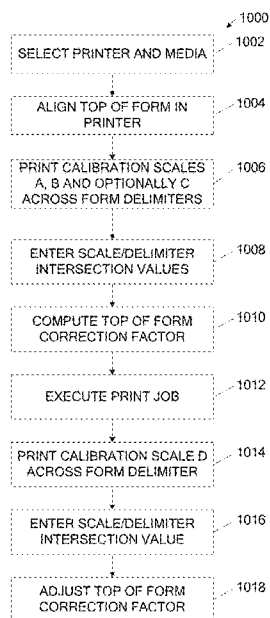 1000
SELECT PRINTER AND MEDIA
1002
ALIGN TOP OF FORM IN
PRINTER
1004
PRINT CALIBRATION SCALES
A, B AND OPTIONALLY C
ACROSS FORM DELIMITERS
1006
ENTER SCALE/DELIMITER
INTERSECTION VALUES
1008
COMPUTE TOP OF FORM
CORRECTION FACTOR
1010
EXECUTE PRINT JOB
1012
PRINT CALIBRATION SCALE D
ACROSS FORM DELIMITER
1014
ENTER SCALE/DELIMITER
INTERSECTION VALUE
1016
ADJUST TOP OF FORM
CORRECTION FACTOR
1018